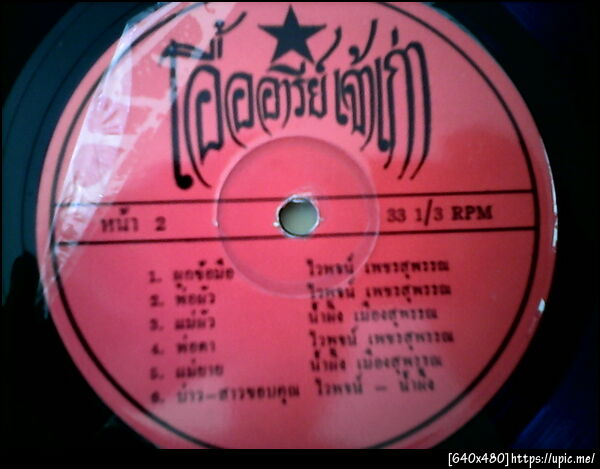 โอื้ออารีย์เจ้าเก่า
หน้า 2 33 1/3 RPM
1. ผูกข้อมือ ไวพจน์ เพชรสุพรรณ
2. พ่อผัว ไวพจน์ เพชรสุพรรณ
3. แม่ผัว น้ำผึ้ง เมืองสุพรรณ
4. พ่อตา ไวพจน์ เพชรสุพรรณ
5. แม่ยาย น้ำผึ้ง เมืองสุพรรณ
6. บ่าว-สาวขอบคุณ ไวพจน์ - น้ำผึ้ง
[640x480]https://upic.me/